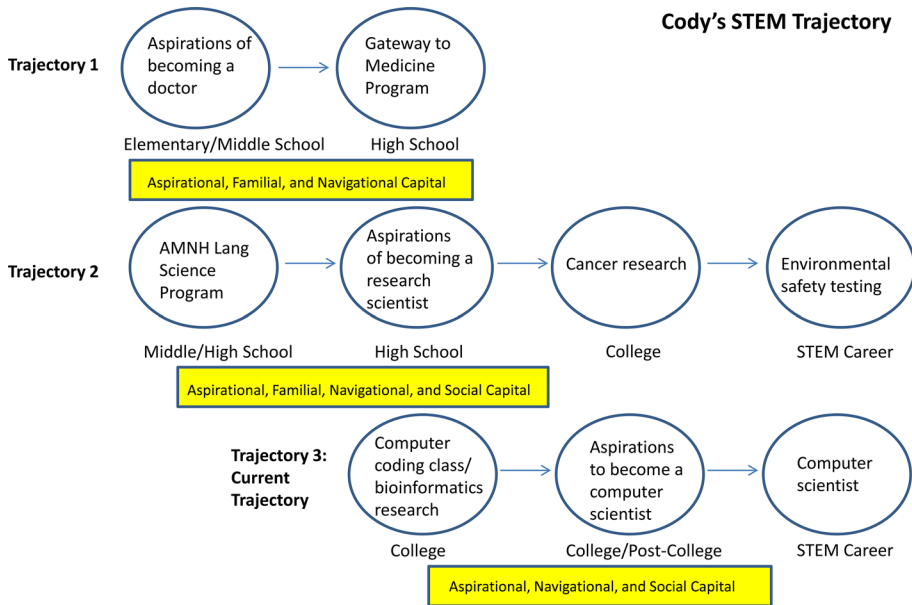 Cody's STEM Trajectory
Trajectory 1
Aspirations of
becoming a
doctor
Gateway to
Medicine
Program
Elementary/Middle School
High School
Aspirational, Familial, and Navigational Capital
Trajectory 2
AMNH Lang
Science
Program
Aspirations
of becoming a
research
scientist
Cancer research
Environmental
safety testing
Middle/High School
High School
College
STEM Career
Aspirational, Familial, Navigational, and Social Capital
Trajectory 3:
Current
Trajectory
Computer
coding class/
bioinformatics
research
Aspirations
to become a
computer
scientist
Computer
scientist
College
College/Post-College
STEM Career
Aspirational, Navigational, and Social Capital